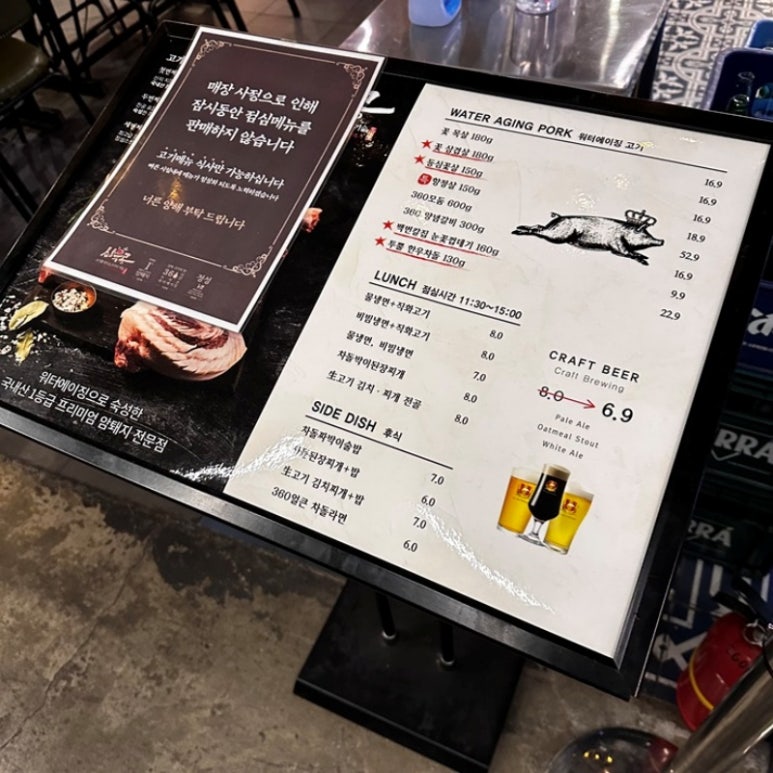 매장 사정으로 인해
잠시동안 점심메뉴를
판매하지 않습니다
고기메뉴 식사만 가능하십니다
너른 양해 부탁 드립니다
워터에이징으로 숙성한
국내산 1등급 프리미엄 암퇘지 전문점
WATER AGING PORK 워터에이징 고기
꽃 목살 180g 16.9
꽃 삼겹살 180g 16.9
등심꽃살 150g 16.9
특 항정살 150g 18.9
360모둠 600g 52.9
360 양념갈비 300g 16.9
백번칼집 눈꽃껍데기 160g 9.9
투뿔 한우차돌 130g 22.9
LUNCH 점심시간 11:30~15:00
물냉면+직화고기 8.0
비빔냉면+직화고기 8.0
물냉면, 비빔냉면 7.0
차돌박이된장찌개 8.0
生고기 김치·찌개 전골 8.0
SIDE DISH 후식
차돌짜박이술밥 7.0
차돌된장찌개+밥 6.0
生고기 김치찌개+밥 7.0
360얼큰 차돌라면 6.0
CRAFT BEER
Craft Brewing
8.0 → 6.9
Pale Ale
Oatmeal Stout
White Ale